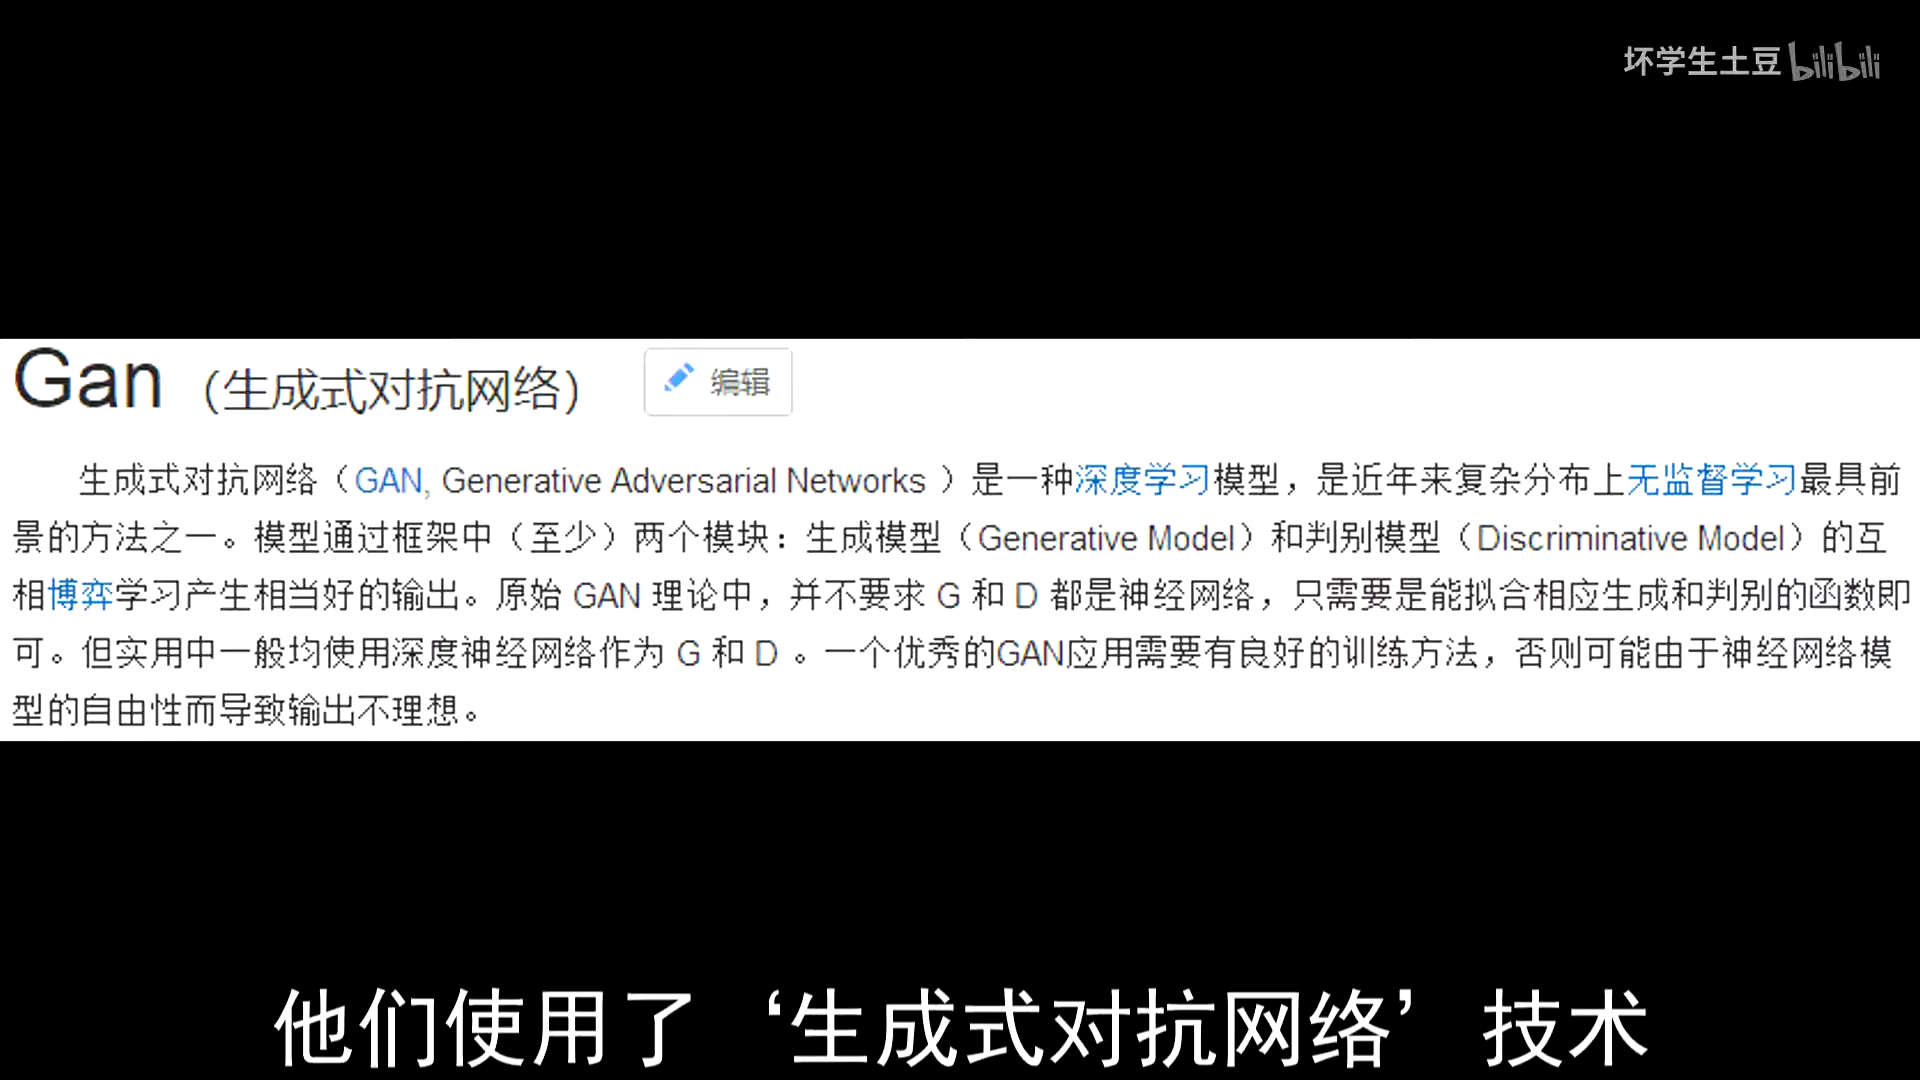 坏学生土豆 bilibili
Gan（生成式对抗网络） 编辑
生成式对抗网络（GAN, Generative Adversarial Networks ）是一种深度学习模型，是近年来复杂分布上无监督学习最具前
景的方法之一。模型通过框架中（至少）两个模块：生成模型（Generative Model）和判别模型（Discriminative Model）的互
相博弈学习产生相当好的输出。原始 GAN 理论中，并不要求 G 和 D 都是神经网络，只需要是能拟合相应生成和判别的函数即
可。但实用中一般均使用深度神经网络作为 G 和 D 。一个优秀的GAN应用需要有良好的训练方法，否则可能由于神经网络模
型的自由性而导致输出不理想。
他们使用了‘生成式对抗网络’技术